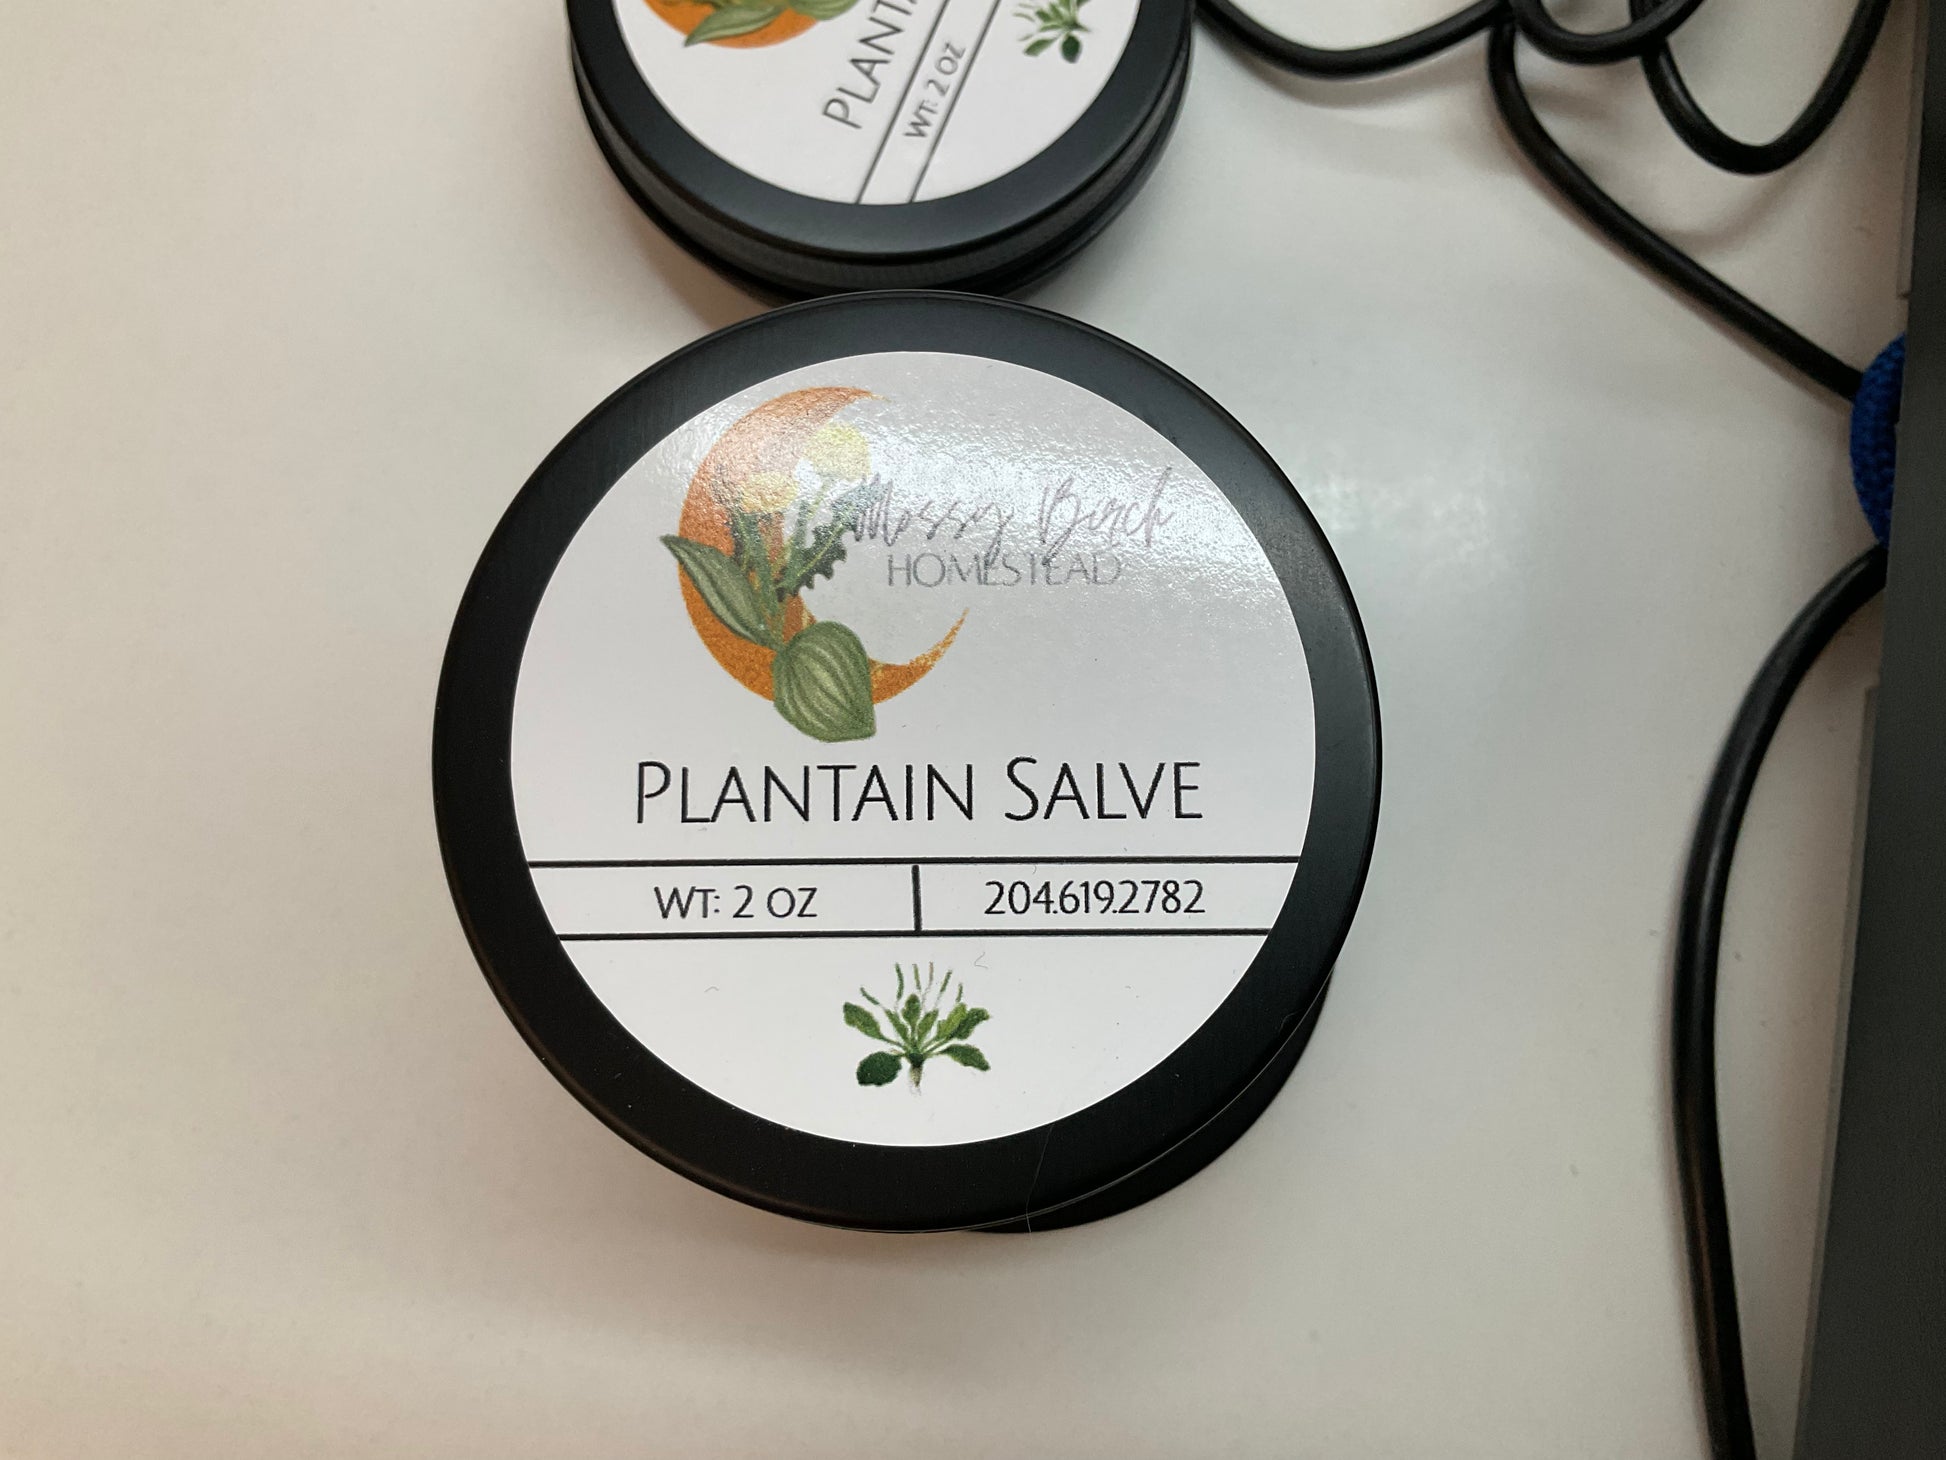 PLANTA
WT: 2 OZ
Mossy Birch
HOMESTEAD
PLANTAIN SALVE
WT: 2 OZ
204.619.2782